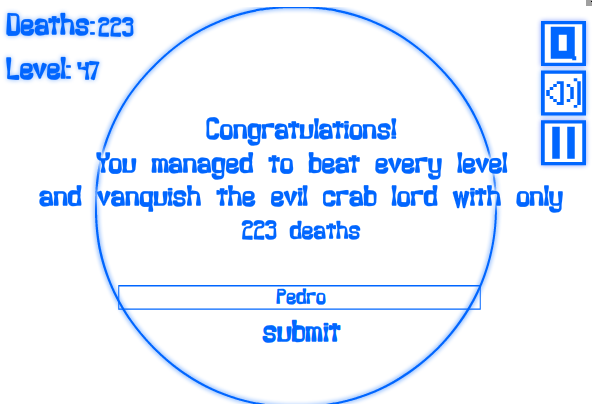 Deaths: 223
Level: 47
Q
Congratulations!
You managed to beat every level
and vanquish the evil crab lord with only
223 deaths
Pedro
submit